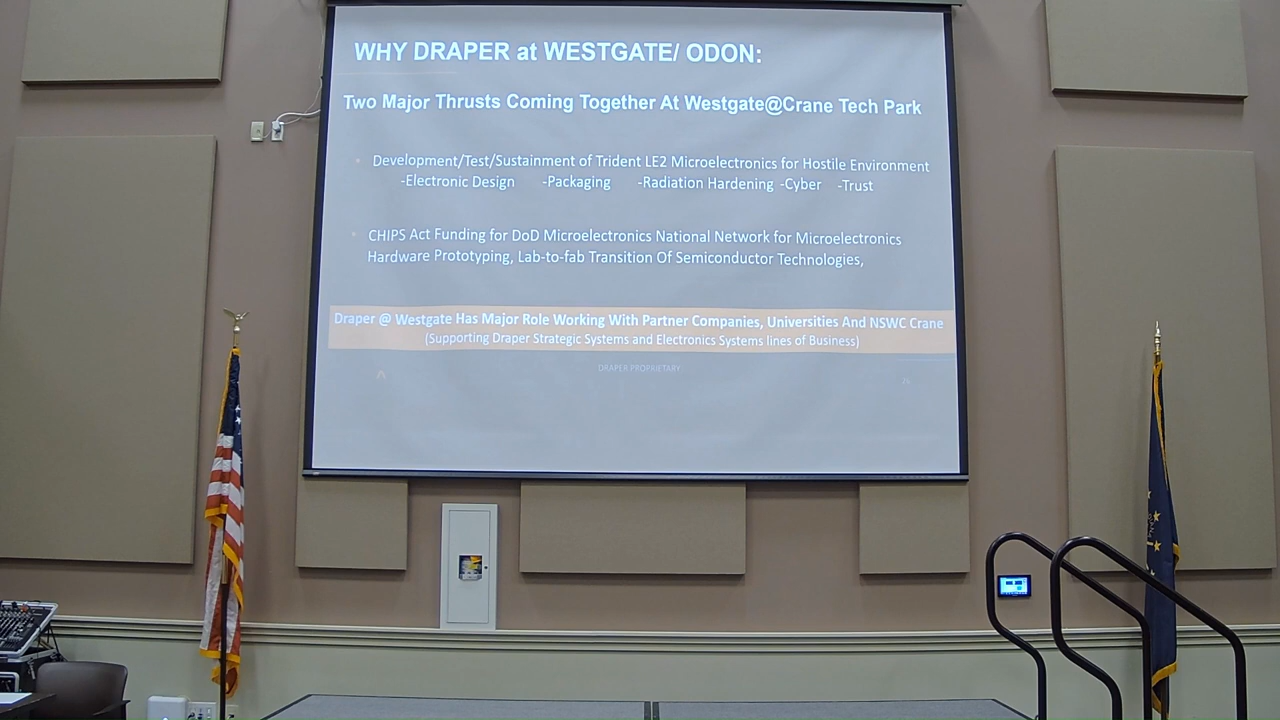 WHY DRAPER at WESTGATE/ ODON:
Two Major Thrusts Coming Together At Westgate@Crane Tech Park
Development/Test/Sustainment of Trident LE2 Microelectronics for Hostile Environment
-Electronic Design -Packaging -Radiation Hardening -Cyber -Trust
CHIPS Act Funding for DoD Microelectronics National Network for Microelectronics
Hardware Prototyping, Lab-to-fab Transition Of Semiconductor Technologies,
Draper @ Westgate Has Major Role Working With Partner Companies, Universities And NSWC Crane
(Supporting Draper Strategic Systems and Electronics Systems lines of Business)
DRAPER PROPRIETARY